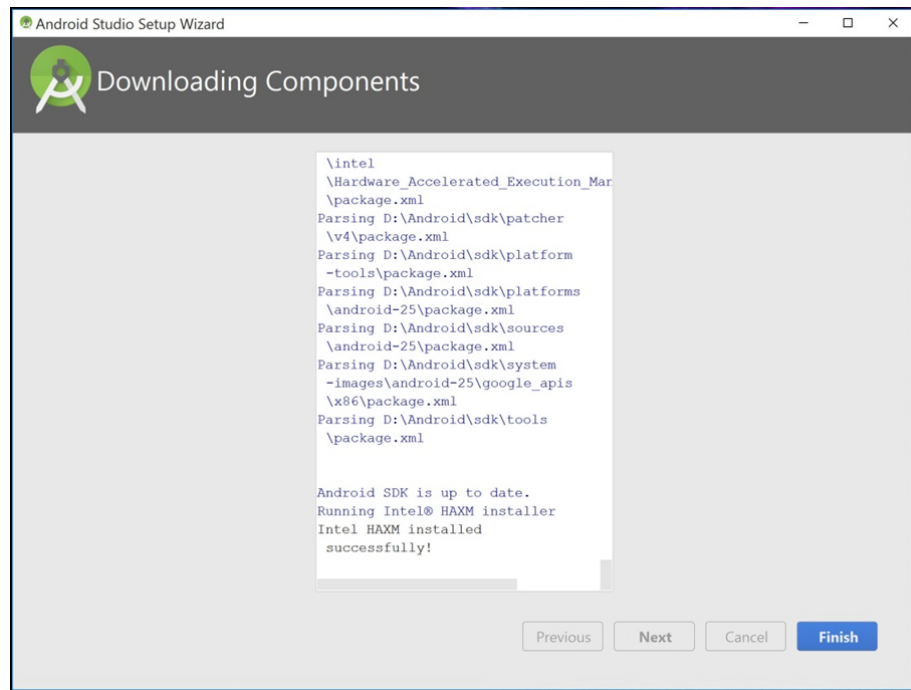 Android Studio Setup Wizard
Downloading Components
\intel
\Hardware_Accelerated_Execution_Man
\package.xml
Parsing D:\Android\sdk\patcher
\v4\package.xml
Parsing D:\Android\sdk\platform
-tools\package.xml
Parsing D:\Android\sdk\platforms
\android-25\package.xml
Parsing D:\Android\sdk\sources
\android-25\package.xml
Parsing D:\Android\sdk\system
-images\android-25\google_apis
\x86\package.xml
Parsing D:\Android\sdk\tools
\package.xml
Android SDK is up to date.
Running Intel® HAXM installer
Intel HAXM installed
successfully!
Previous Next Cancel Finish